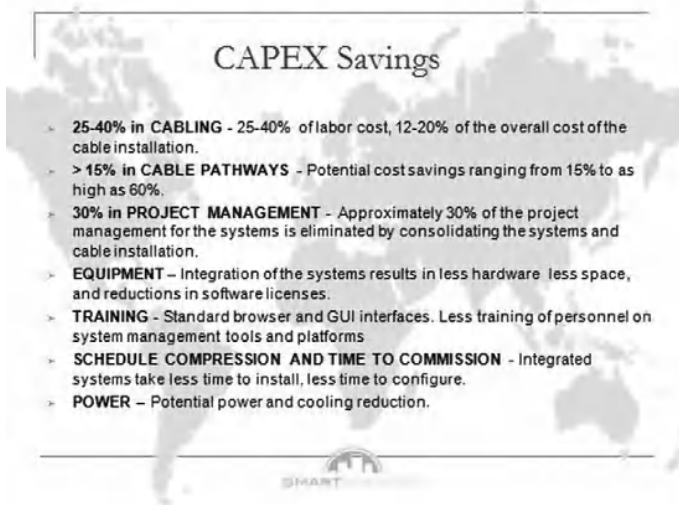 CAPEX Savings
25-40% in CABLING - 25-40% of labor cost, 12-20% of the overall cost of the
cable installation.
> 15% in CABLE PATHWAYS - Potential cost savings ranging from 15% to as
high as 60%.
30% in PROJECT MANAGEMENT - Approximately 30% of the project
management for the systems is eliminated by consolidating the systems and
cable installation.
EQUIPMENT – Integration of the systems results in less hardware less space,
and reductions in software licenses.
TRAINING - Standard browser and GUI interfaces. Less training of personnel on
system management tools and platforms
SCHEDULE COMPRESSION AND TIME TO COMMISSION - Integrated
systems take less time to install, less time to configure.
POWER – Potential power and cooling reduction.
SMART